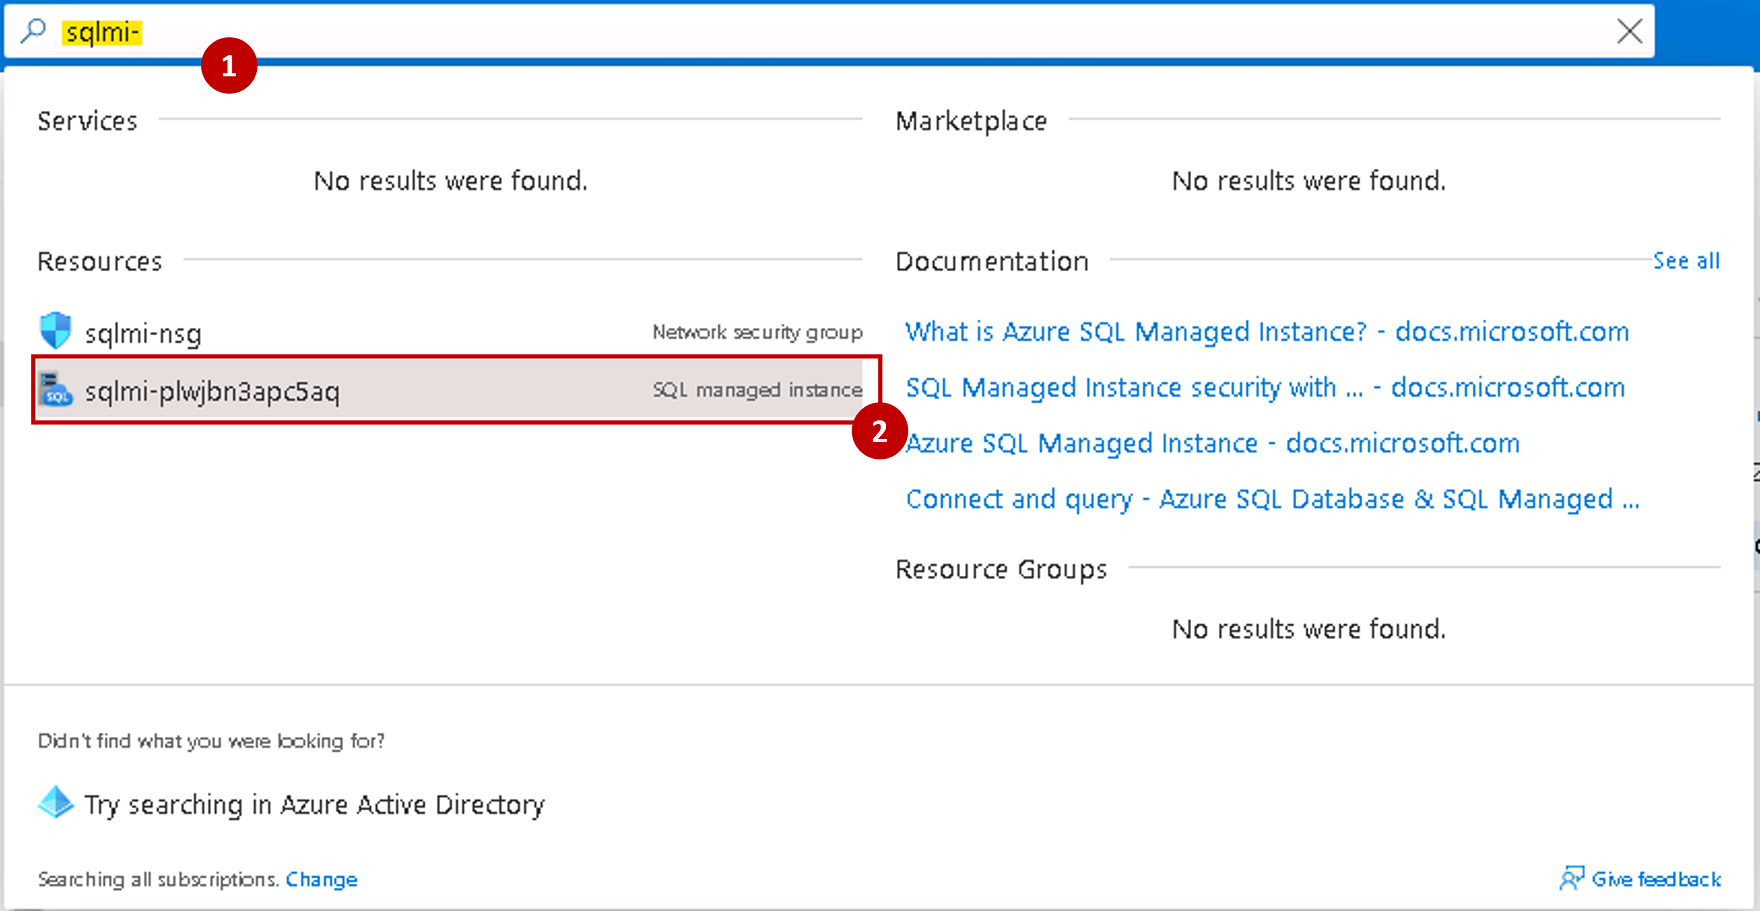 sqlmi-
1
Services
No results were found.
Marketplace
No results were found.
Resources
sqlmi-nsg Network security group
sqlmi-plwjbn3apc5aq SQL managed instance
2
Documentation See all
What is Azure SQL Managed Instance? - docs.microsoft.com
SQL Managed Instance security with ... - docs.microsoft.com
Azure SQL Managed Instance - docs.microsoft.com
Connect and query - Azure SQL Database & SQL Managed ...
Resource Groups
No results were found.
Didn't find what you were looking for?
Try searching in Azure Active Directory
Searching all subscriptions. Change
Give feedback